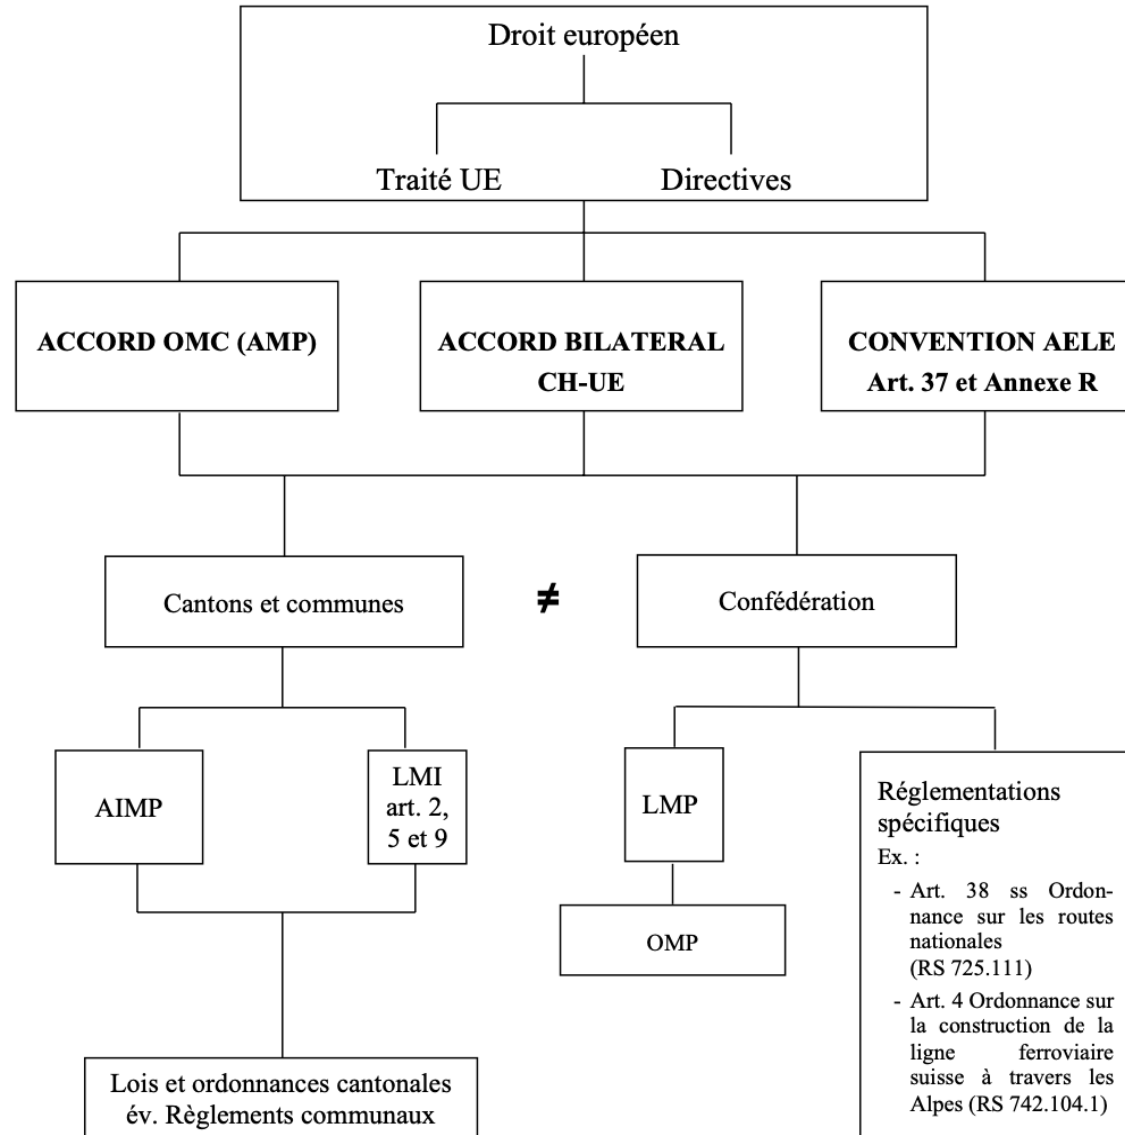 Droit européen
Traité UE
Directives
ACCORD OMC (AMP)
ACCORD BILATERAL
CH-UE
CONVENTION AELE
Art. 37 et Annexe R
Cantons et communes
≠
Confédération
AIMP
LMI
art. 2,
5 et 9
LMP
OMP
Réglementations
spécifiques
Ex. :
- Art. 38 ss Ordon-
nance sur les routes
nationales
(RS 725.111)
- Art. 4 Ordonnance sur
la construction de la
ligne ferroviaire
suisse à travers les
Alpes (RS 742.104.1)
Lois et ordonnances cantonales
év. Règlements communaux